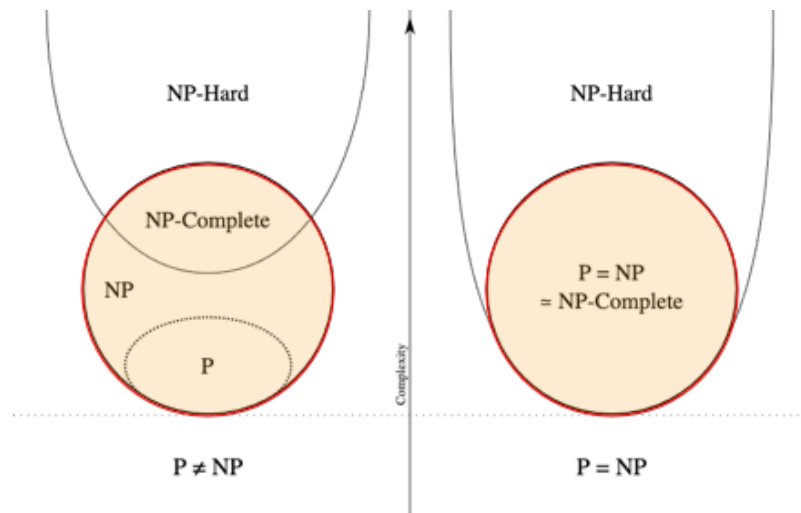 NP-Hard
NP-Complete
NP
P
P ≠ NP
Complexity
NP-Hard
P = NP
≃ NP-Complete
P = NP